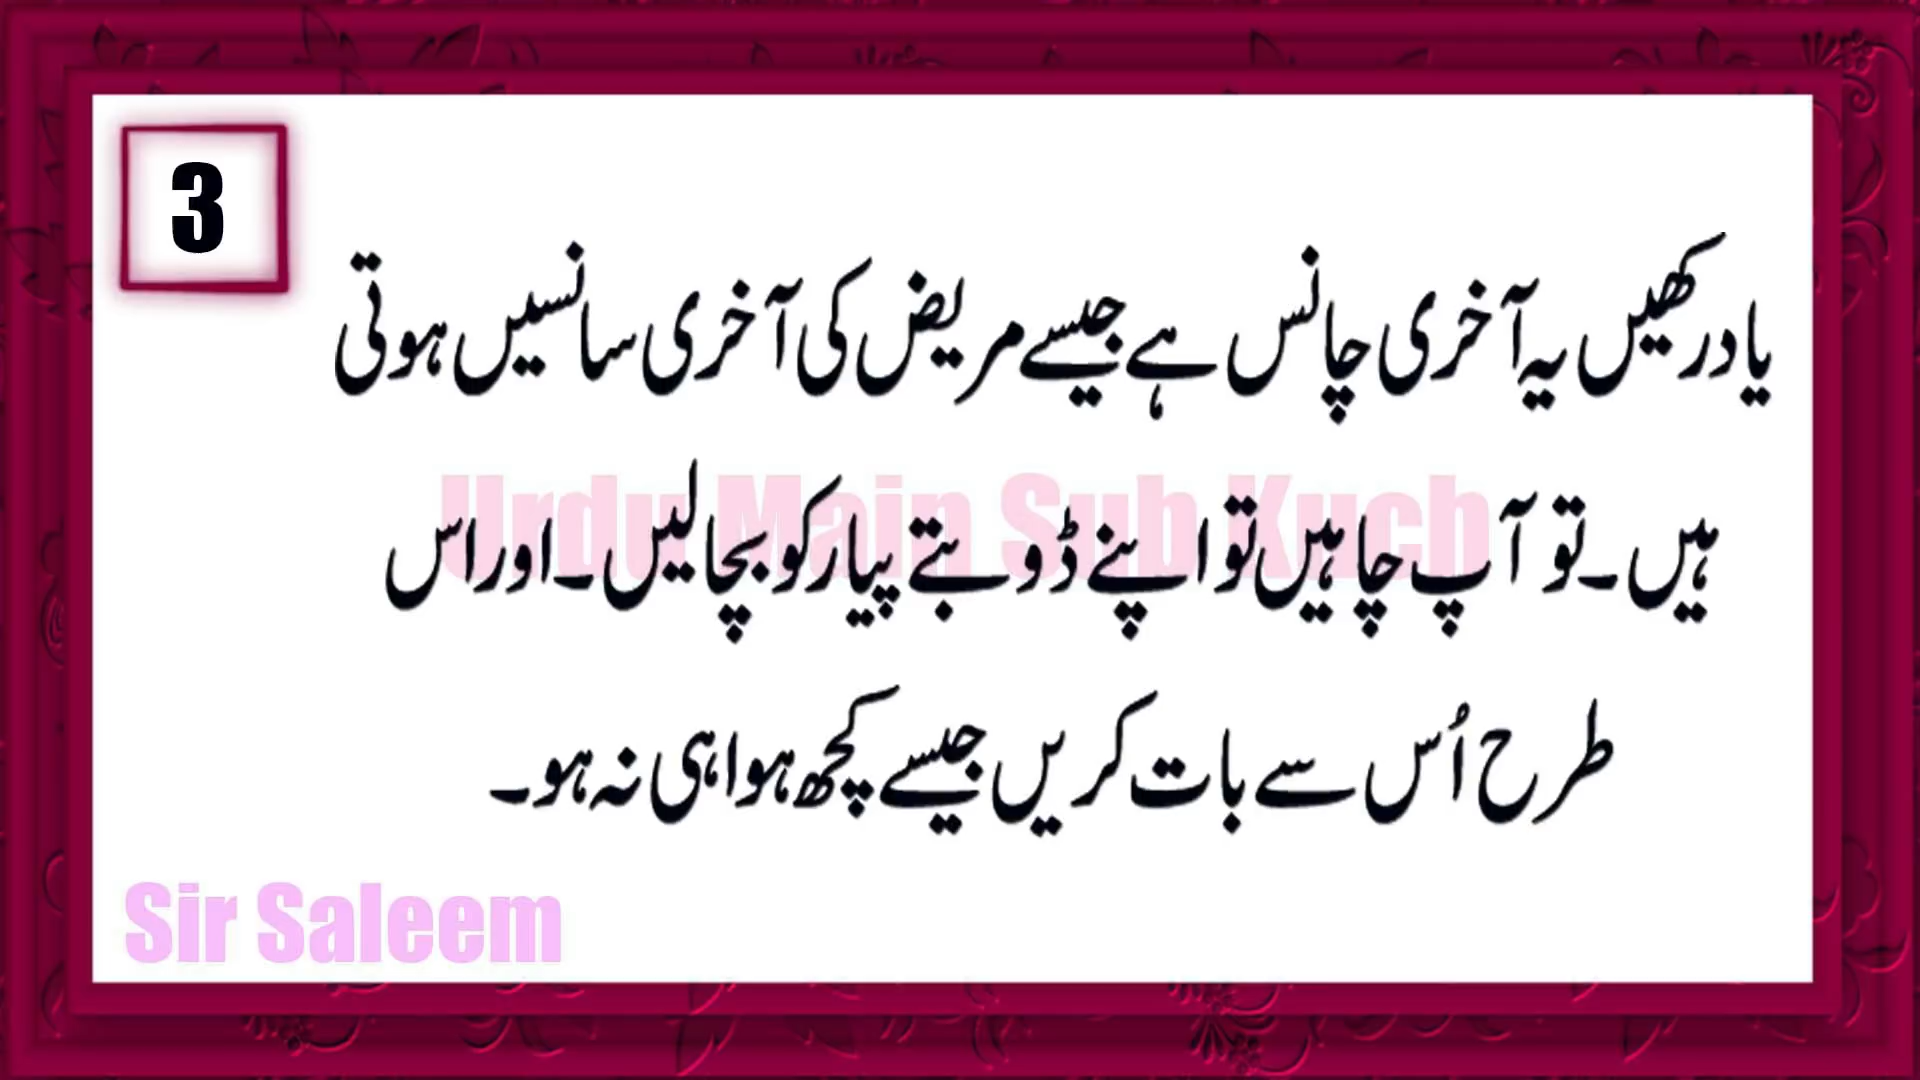 3
یاد رکھیں یہ آخری چانس ہے جیسے مریض کی آخری سانسیں ہوتی
ہیں۔ تو آپ چاہیں تو اپنے ڈوبتے پیار کو بچا لیں۔ اور اس
طرح اُس سے بات کریں جیسے کچھ ہوا ہی نہ ہو۔
Urdu Main Sub Kuch
Sir Saleem